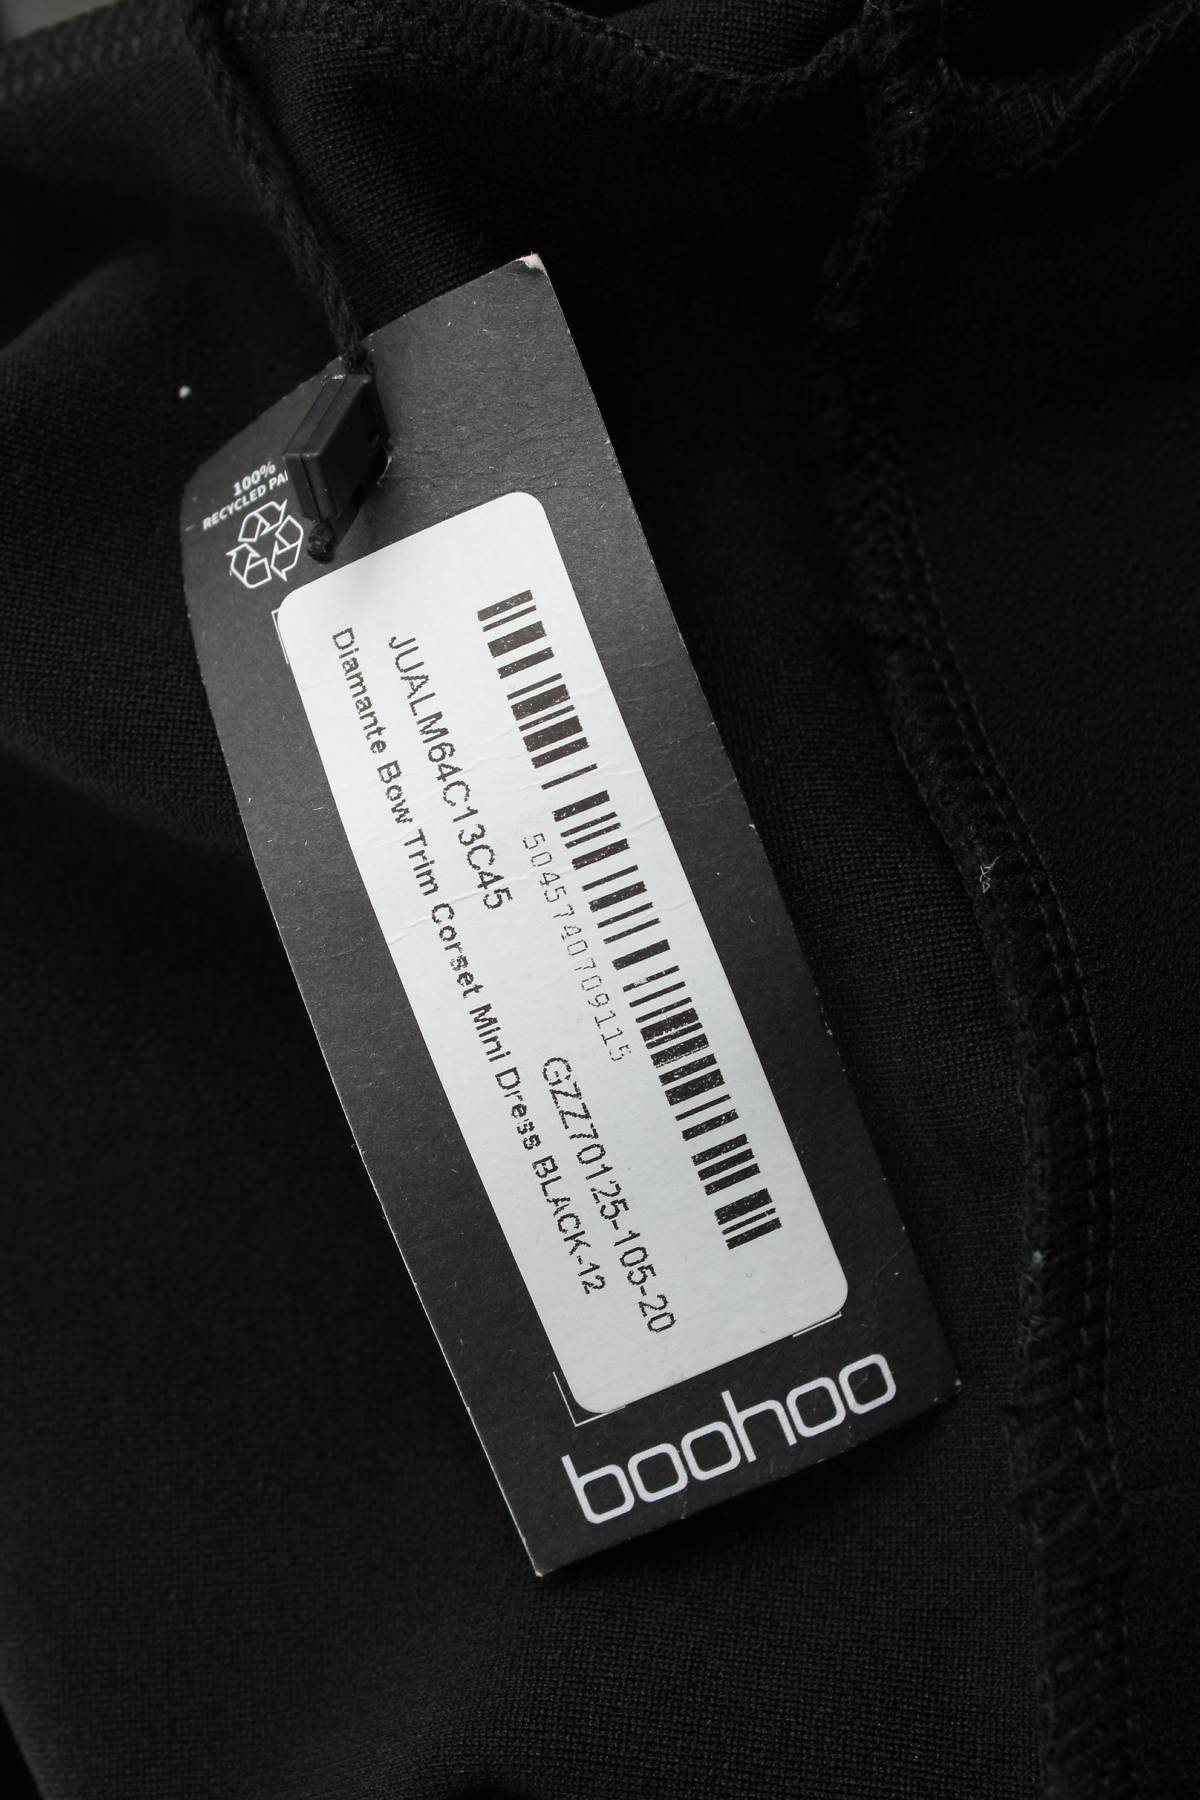 100%
RECYCLED PA
5045740709115
JUALM64C13C45 GZZ70125-105-20
Diamante Bow Trim Corset Mini Dress BLACK-12
boohoo